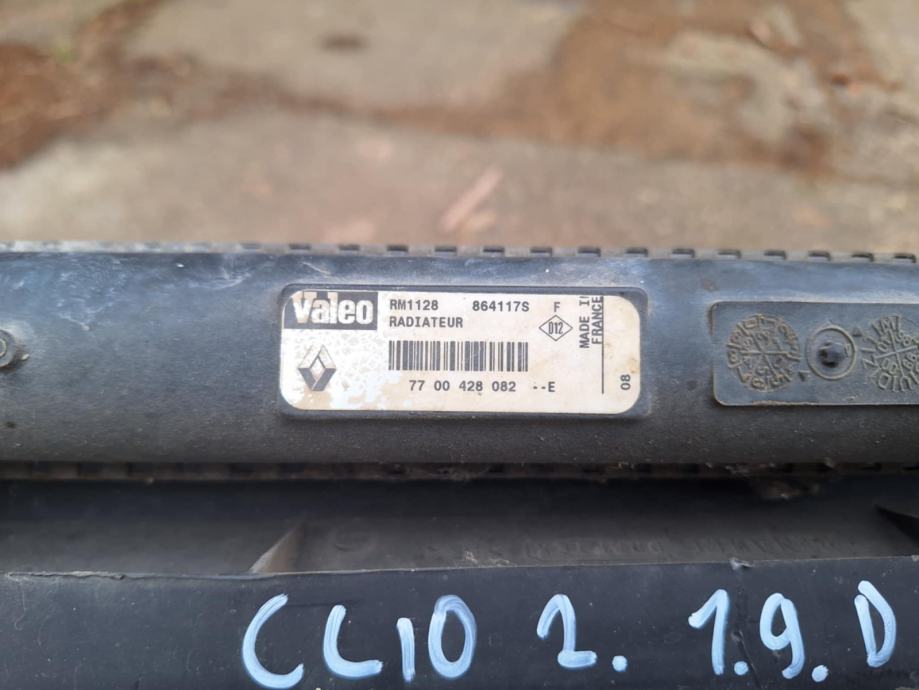 Valeo
RM1128 864117S F
RADIATEUR
D12
MADE IN
FRANCE
77 00 428 082 --E
08
CLIO 2. 1.9. D